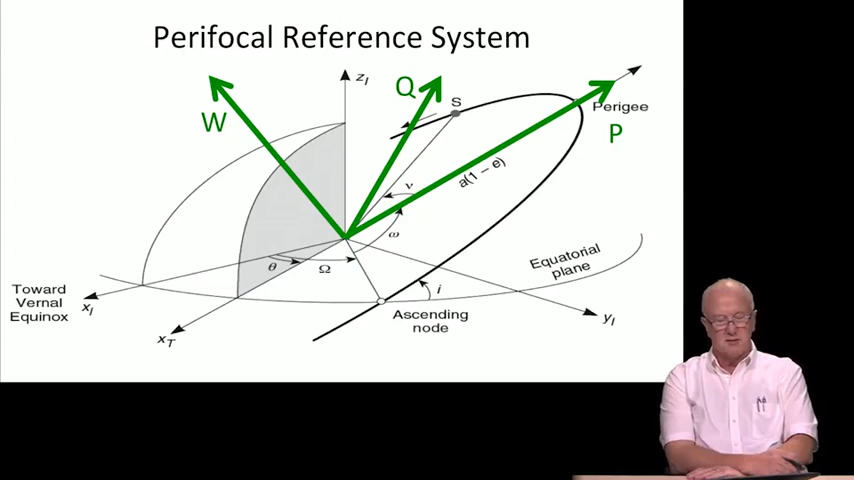 Perifocal Reference System
W
z_I
Q
S
Perigee
P
a(1 – e)
ν
ω
θ
Ω
i
Equatorial
plane
Toward
Vernal
Equinox
x_I
x_T
Ascending
node
y_I